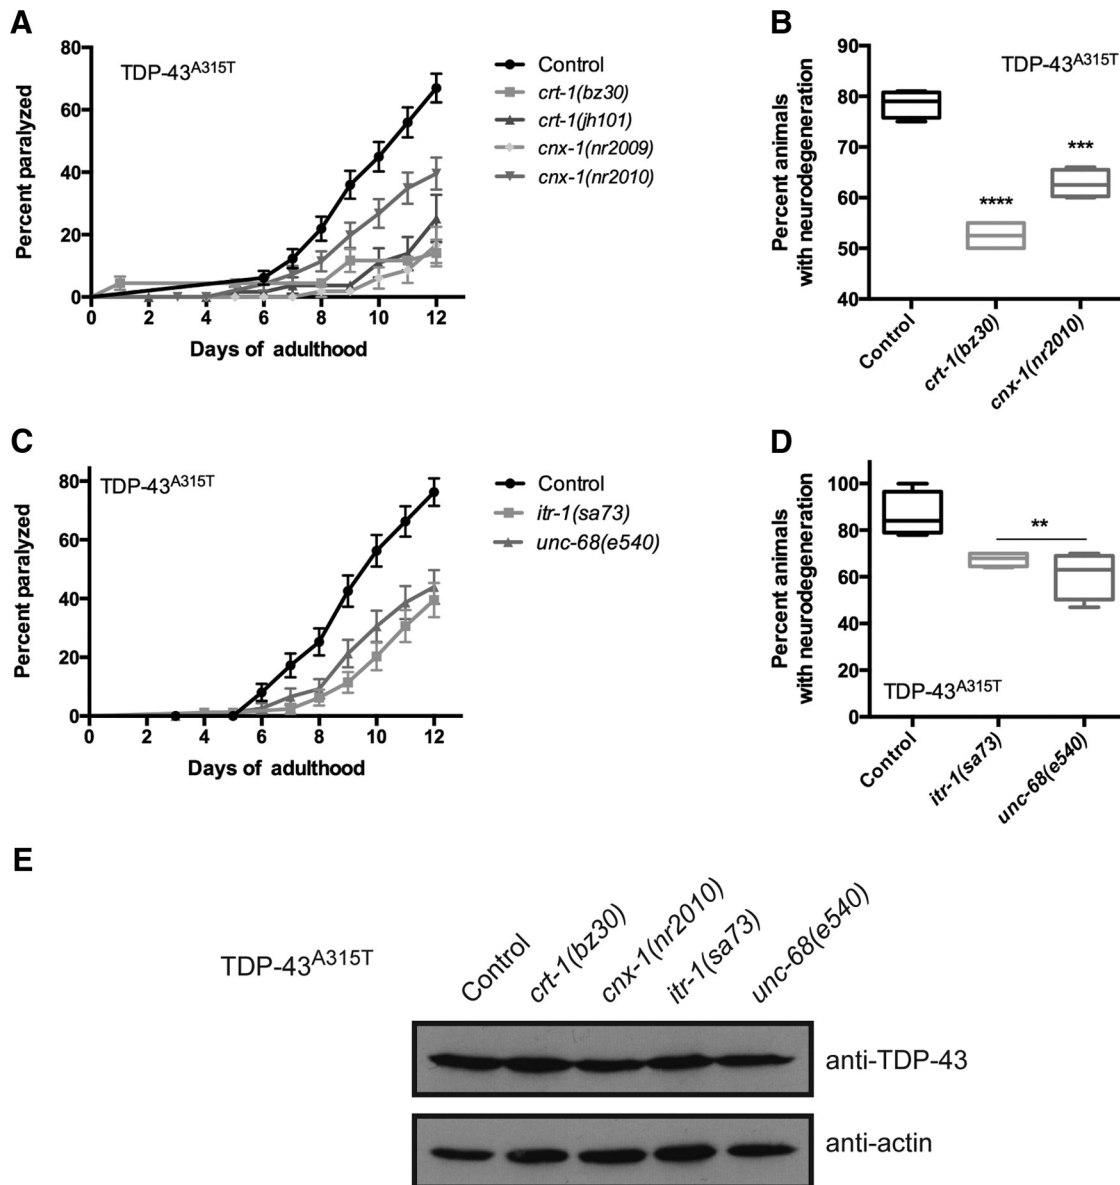 A
TDP-43A315T
Percent paralyzed
80
60
40
20
0
0 2 4 6 8 10 12
Days of adulthood
Control
crt-1(bz30)
crt-1(jh101)
cnx-1(nr2009)
cnx-1(nr2010)
B
TDP-43A315T
Percent animals
with neurodegeneration
90
80
70
60
50
40
****
***
Control
crt-1(bz30)
cnx-1(nr2010)
C
TDP-43A315T
Percent paralyzed
80
60
40
20
0
0 2 4 6 8 10 12
Days of adulthood
Control
itr-1(sa73)
unc-68(e540)
D
Percent animals
with neurodegeneration
100
80
60
40
20
0
**
TDP-43A315T
Control
itr-1(sa73)
unc-68(e540)
E
TDP-43A315T
Control
crt-1(bz30)
cnx-1(nr2010)
itr-1(sa73)
unc-68(e540)
anti-TDP-43
anti-actin